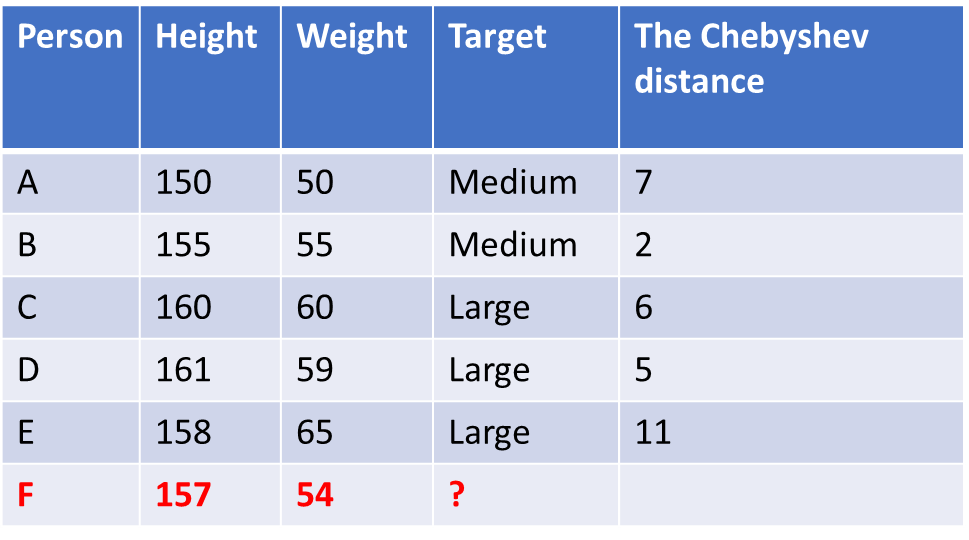 Person Height Weight Target The Chebyshev
distance
A 150 50 Medium 7
B 155 55 Medium 2
C 160 60 Large 6
D 161 59 Large 5
E 158 65 Large 11
F 157 54 ?